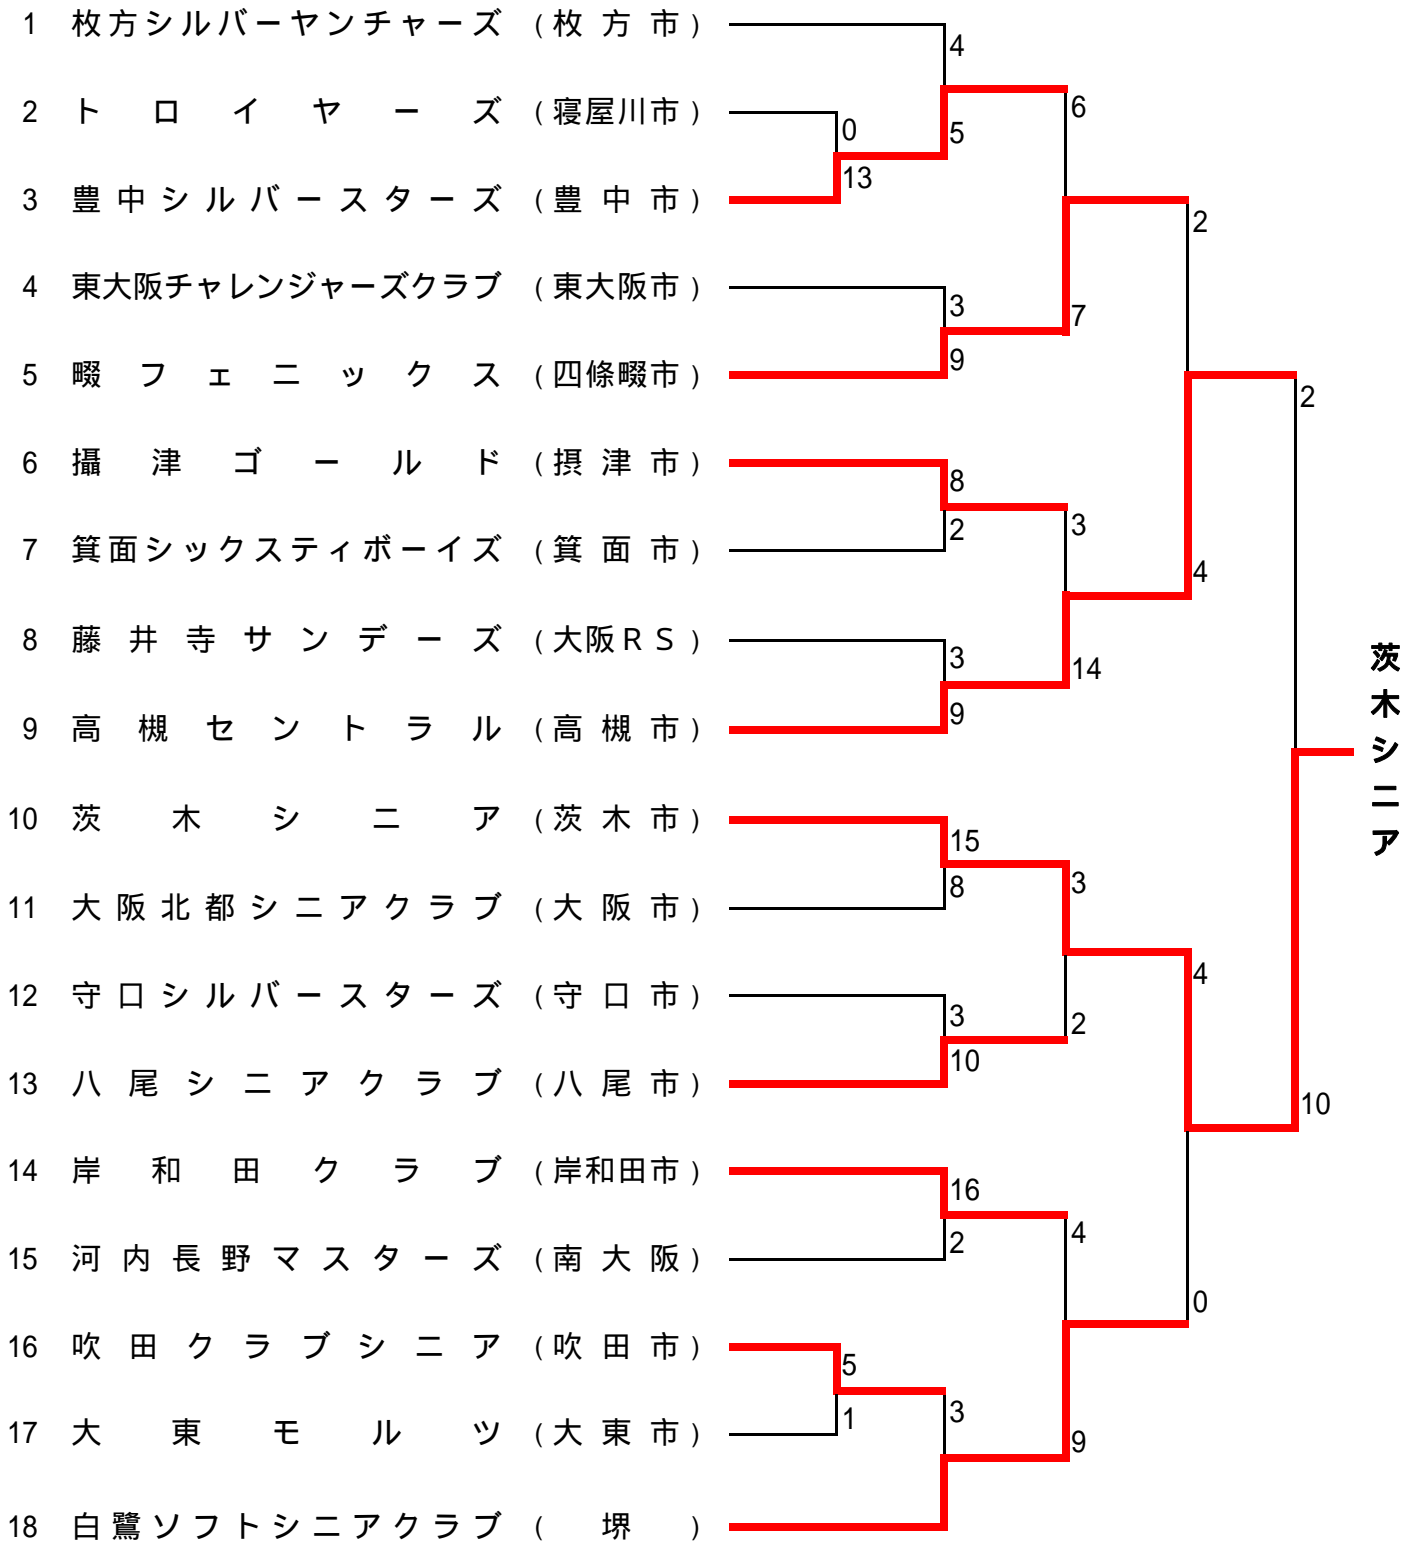 1 枚方シルバーヤンチャーズ (枚方市)
4
2 トロイヤーズ (寝屋川市)
6
0
5
13
3 豊中シルバースターズ (豊中市)
2
4 東大阪チャレンジャーズクラブ (東大阪市)
3
7
5 畷フェニックス (四條畷市)
9
2
6 攝津ゴールド (摂津市)
8
3
2
7 箕面シックスティボーイズ (箕面市)
4
8 藤井寺サンデーズ (大阪RS)
3
14
9 高槻セントラル (高槻市)
9
茨木シニア
10 茨木シニア (茨木市)
15
3
8
11 大阪北都シニアクラブ (大阪市)
4
12 守口シルバースターズ (守口市)
3
2
10
13 八尾シニアクラブ (八尾市)
10
14 岸和田クラブ (岸和田市)
16
4
2
15 河内長野マスターズ (南大阪)
0
16 吹田クラブシニア (吹田市)
5
3
1
17 大東モルツ (大東市)
9
18 白鷺ソフトシニアクラブ (堺)